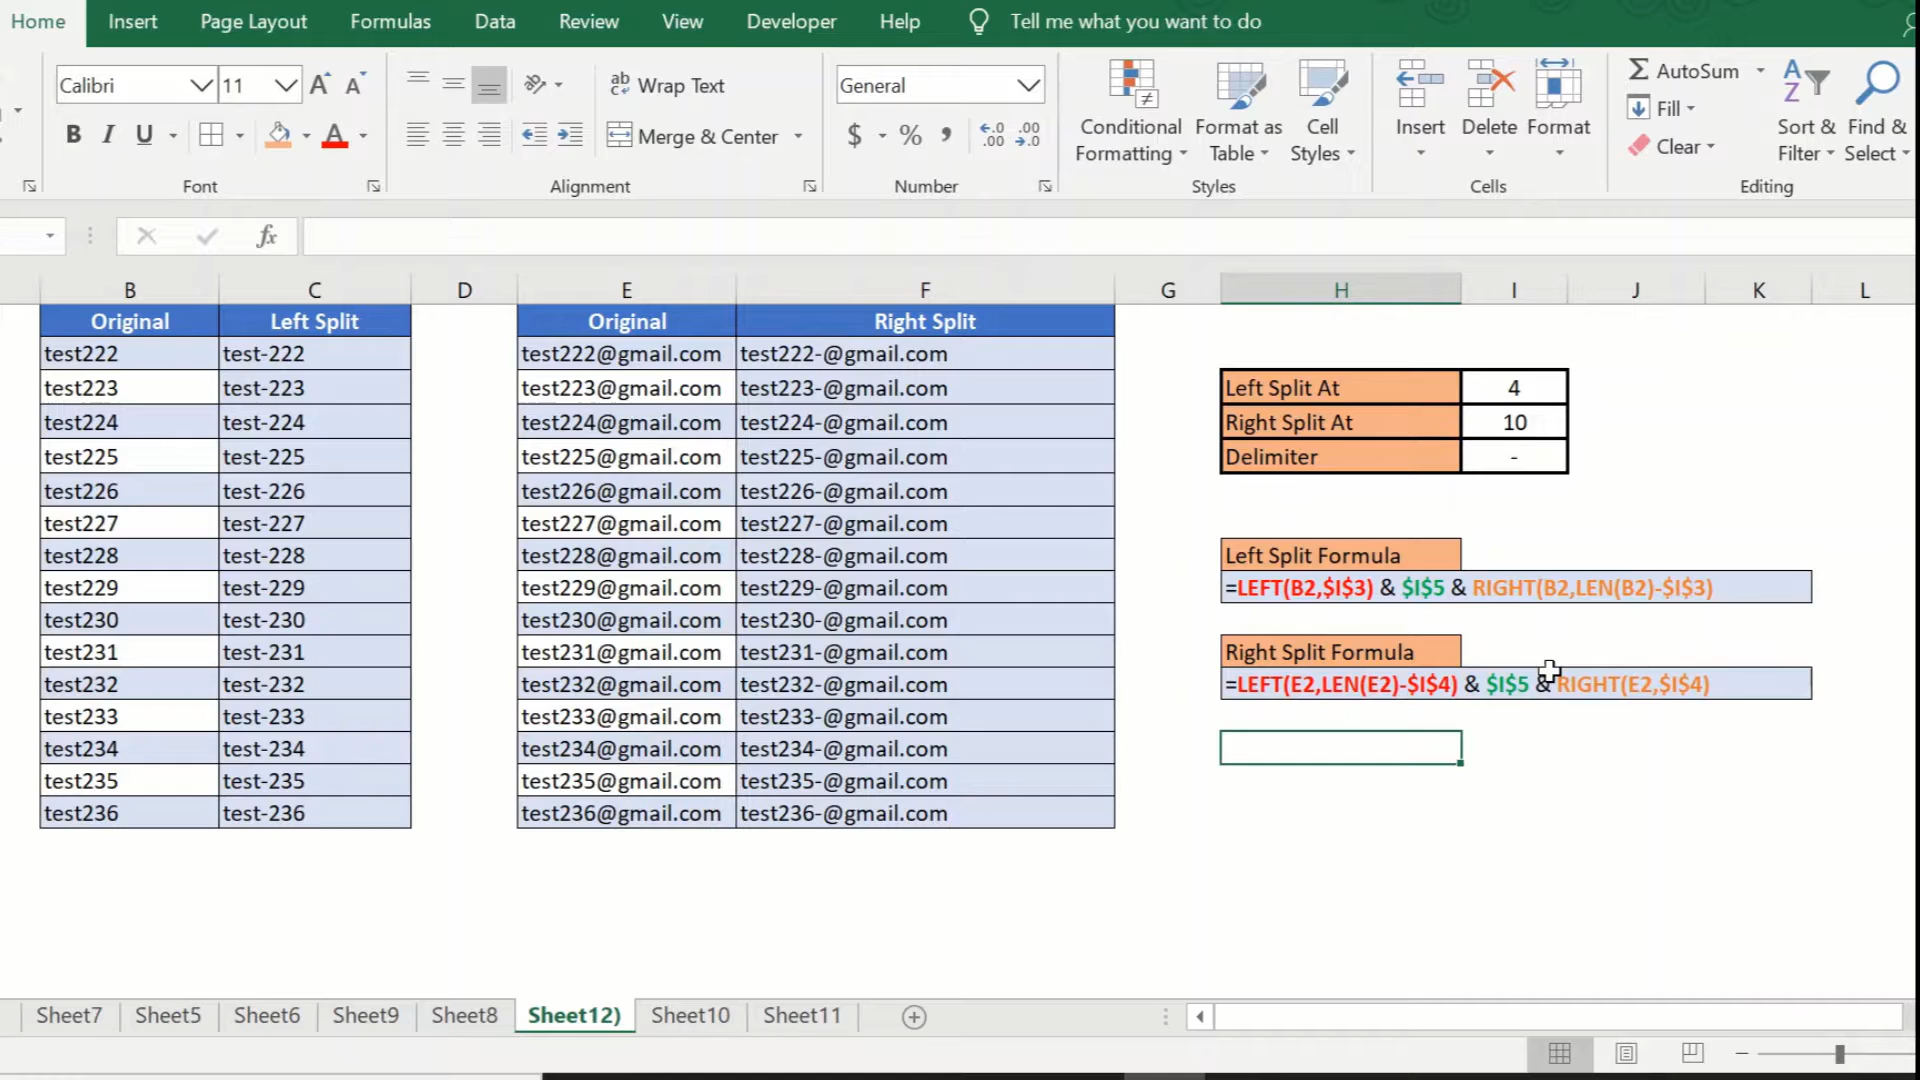 Home Insert Page Layout Formulas Data Review View Developer Help Tell me what you want to do
Calibri 11 A A ab Wrap Text General Conditional Formatting Format as Table Cell Styles Insert Delete Format AutoSum Fill Clear Sort & Filter Find & Select
B I U A Merge & Center $ % , .0 .00 .00 .0
Font Alignment Number Styles Cells Editing
fx
B C D E F G H I J K L
Original Left Split Original Right Split
test222 test-222 test222@gmail.com test222-@gmail.com
test223 test-223 test223@gmail.com test223-@gmail.com Left Split At 4
test224 test-224 test224@gmail.com test224-@gmail.com Right Split At 10
test225 test-225 test225@gmail.com test225-@gmail.com Delimiter -
test226 test-226 test226@gmail.com test226-@gmail.com
test227 test-227 test227@gmail.com test227-@gmail.com
test228 test-228 test228@gmail.com test228-@gmail.com Left Split Formula
test229 test-229 test229@gmail.com test229-@gmail.com =LEFT(B2,$I$3) & $I$5 & RIGHT(B2,LEN(B2)-$I$3)
test230 test-230 test230@gmail.com test230-@gmail.com
test231 test-231 test231@gmail.com test231-@gmail.com Right Split Formula
test232 test-232 test232@gmail.com test232-@gmail.com =LEFT(E2,LEN(E2)-$I$4) & $I$5 & RIGHT(E2,$I$4)
test233 test-233 test233@gmail.com test233-@gmail.com
test234 test-234 test234@gmail.com test234-@gmail.com
test235 test-235 test235@gmail.com test235-@gmail.com
test236 test-236 test236@gmail.com test236-@gmail.com
Sheet7 Sheet5 Sheet6 Sheet9 Sheet8 Sheet12) Sheet10 Sheet11